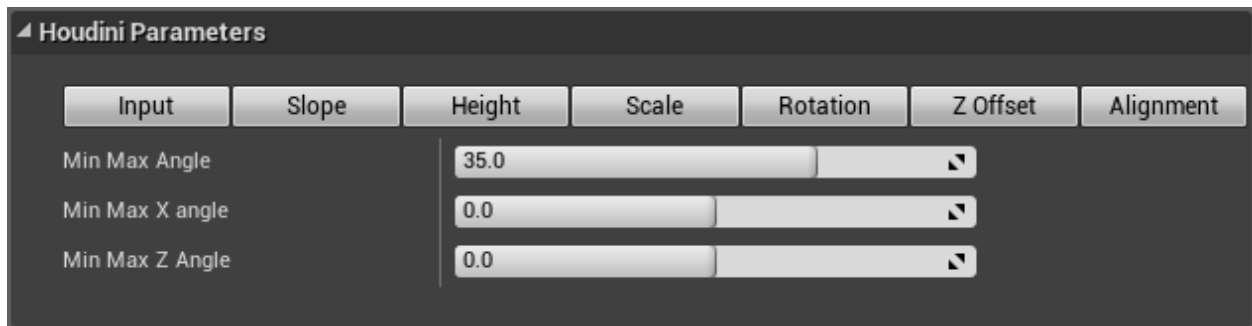 Houdini Parameters
Input Slope Height Scale Rotation Z Offset Alignment
Min Max Angle 35.0
Min Max X angle 0.0
Min Max Z Angle 0.0